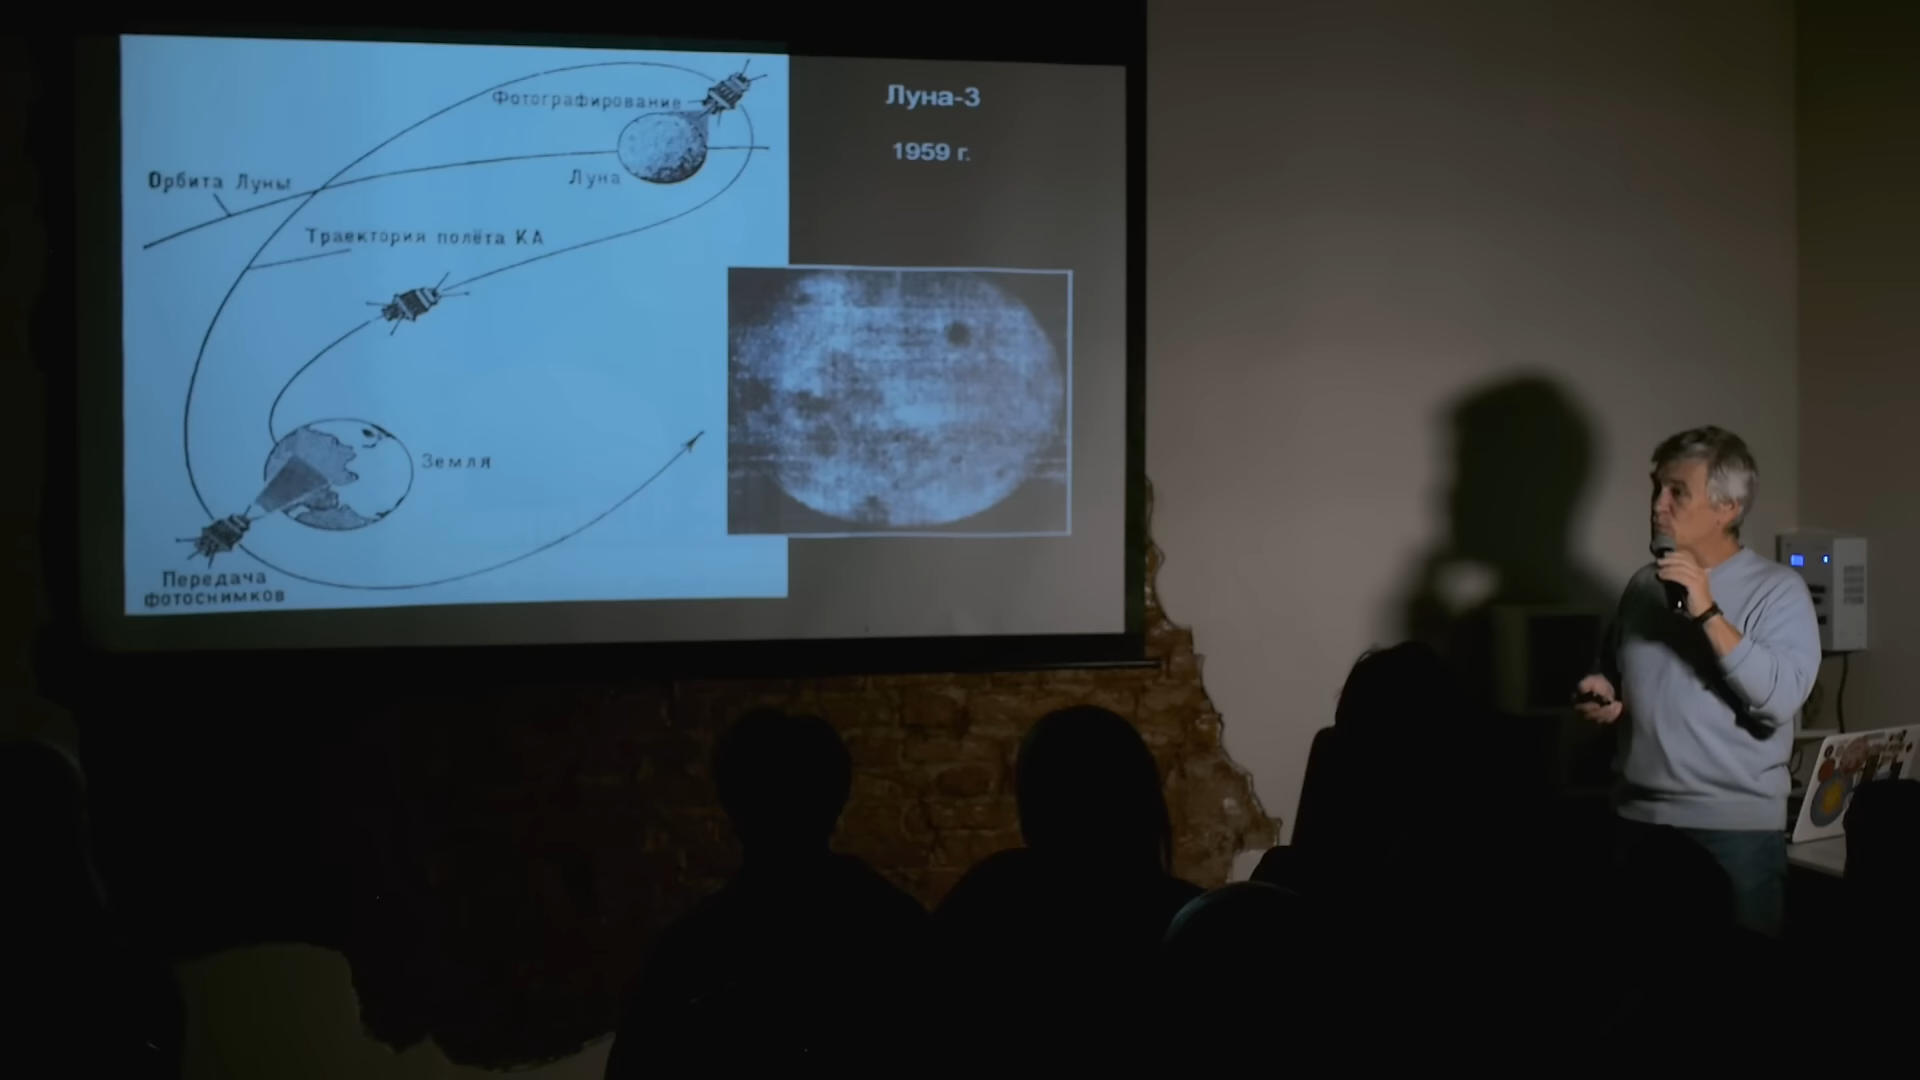 Фотографирование
Луна
Орбита Луны
Траектория полёта КА
Земля
Передача
фотоснимков
Луна-3
1959 г.